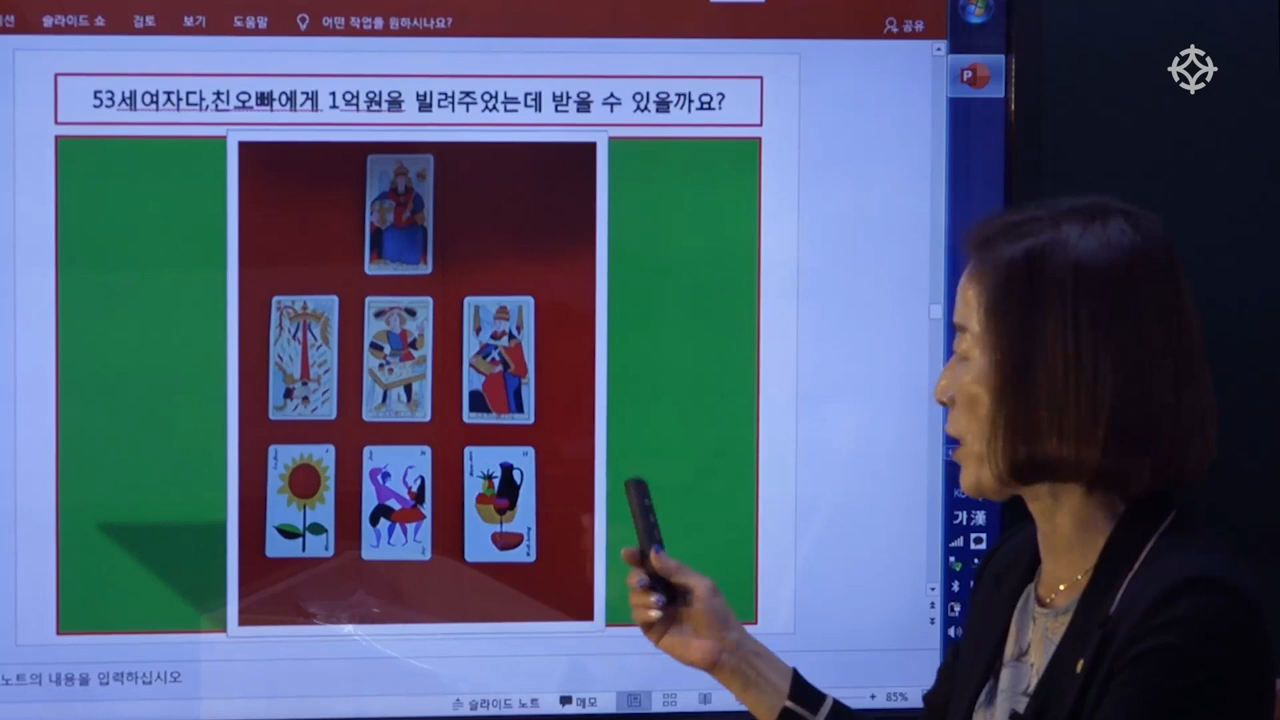 션 슬라이드 쇼 검토 보기 도움말 어떤 작업을 원하시나요? 공유
P
53세여자다,친오빠에게 1억원을 빌려주었는데 받을 수 있을까요?
가 漢
노트의 내용을 입력하십시오
슬라이드 노트 메모 + 85%